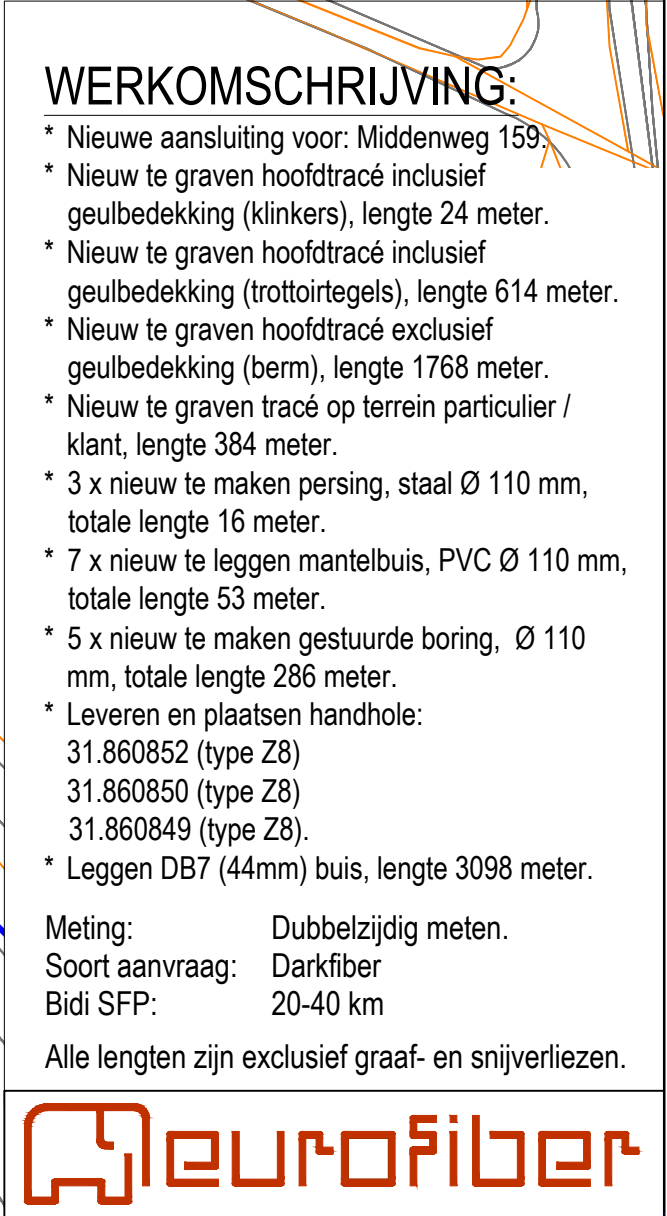 WERKOMSCHRIJVING:
* Nieuwe aansluiting voor: Middenweg 159.
* Nieuw te graven hoofdtracé inclusief
geulbedekking (klinkers), lengte 24 meter.
* Nieuw te graven hoofdtracé inclusief
geulbedekking (trottoirtegels), lengte 614 meter.
* Nieuw te graven hoofdtracé exclusief
geulbedekking (berm), lengte 1768 meter.
* Nieuw te graven tracé op terrein particulier /
klant, lengte 384 meter.
* 3 x nieuw te maken persing, staal Ø 110 mm,
totale lengte 16 meter.
* 7 x nieuw te leggen mantelbuis, PVC Ø 110 mm,
totale lengte 53 meter.
* 5 x nieuw te maken gestuurde boring, Ø 110
mm, totale lengte 286 meter.
* Leveren en plaatsen handhole:
31.860852 (type Z8)
31.860850 (type Z8)
31.860849 (type Z8).
* Leggen DB7 (44mm) buis, lengte 3098 meter.
Meting: Dubbelzijdig meten.
Soort aanvraag: Darkfiber
Bidi SFP: 20-40 km
Alle lengten zijn exclusief graaf- en snijverliezen.
eurofiber